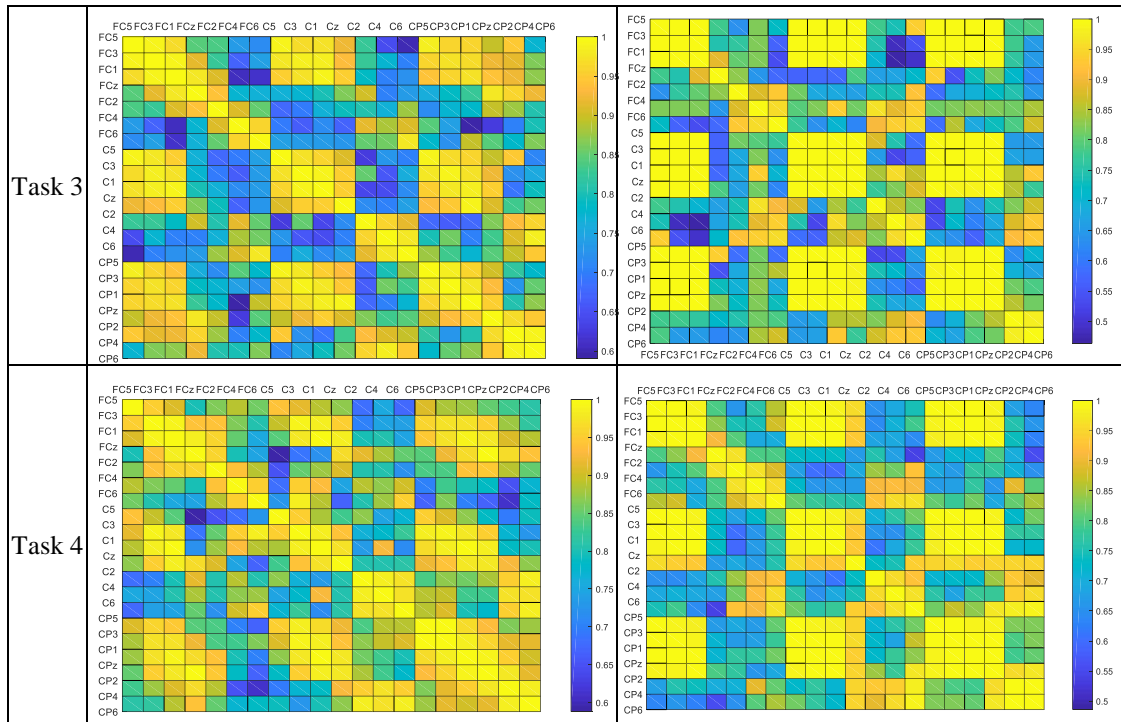 Task 3
FC5 FC3 FC1 FCz FC2 FC4 FC6 C5 C3 C1 Cz C2 C4 C6 CP5 CP3 CP1 CPz CP2 CP4 CP6
FC5
FC3
FC1
FCz
FC2
FC4
FC6
C5
C3
C1
Cz
C2
C4
C6
CP5
CP3
CP1
CPz
CP2
CP4
CP6
1
0.95
0.9
0.85
0.8
0.75
0.7
0.65
0.6
FC5
FC3
FC1
FCz
FC2
FC4
FC6
C5
C3
C1
Cz
C2
C4
C6
CP5
CP3
CP1
CPz
CP2
CP4
CP6
FC5 FC3 FC1 FCz FC2 FC4 FC6 C5 C3 C1 Cz C2 C4 C6 CP5 CP3 CP1 CPz CP2 CP4 CP6
1
0.95
0.9
0.85
0.8
0.75
0.7
0.65
0.6
0.55
0.5
Task 4
FC5 FC3 FC1 FCz FC2 FC4 FC6 C5 C3 C1 Cz C2 C4 C6 CP5 CP3 CP1 CPz CP2 CP4 CP6
FC5
FC3
FC1
FCz
FC2
FC4
FC6
C5
C3
C1
Cz
C2
C4
C6
CP5
CP3
CP1
CPz
CP2
CP4
CP6
1
0.95
0.9
0.85
0.8
0.75
0.7
0.65
0.6
FC5 FC3 FC1 FCz FC2 FC4 FC6 C5 C3 C1 Cz C2 C4 C6 CP5 CP3 CP1 CPz CP2 CP4 CP6
FC5
FC3
FC1
FCz
FC2
FC4
FC6
C5
C3
C1
Cz
C2
C4
C6
CP5
CP3
CP1
CPz
CP2
CP4
CP6
1
0.95
0.9
0.85
0.8
0.75
0.7
0.65
0.6
0.55
0.5